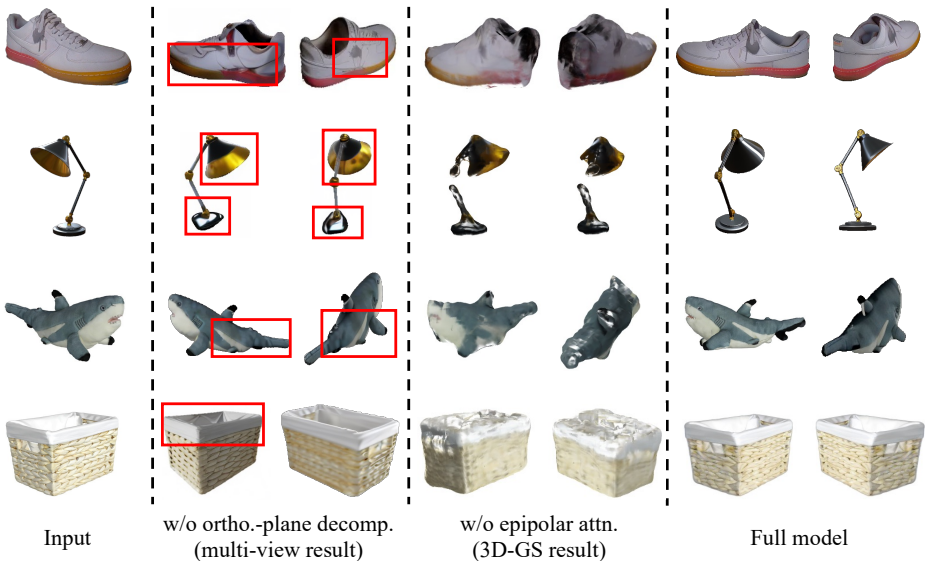 Input
w/o ortho.-plane decomp.
(multi-view result)
w/o epipolar attn.
(3D-GS result)
Full model